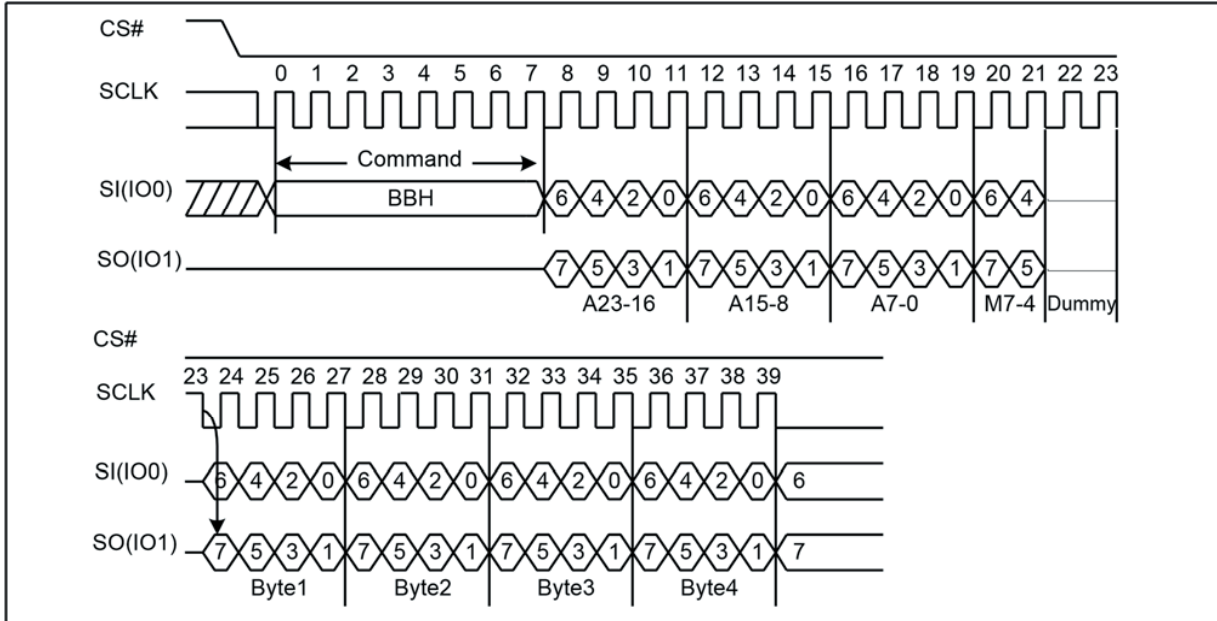 CS#
0 1 2 3 4 5 6 7 8 9 10 11 12 13 14 15 16 17 18 19 20 21 22 23
SCLK
Command
SI(IO0) BBH 6 4 2 0 6 4 2 0 6 4 2 0 6 4
SO(IO1) 7 5 3 1 7 5 3 1 7 5 3 1 7 5
A23-16 A15-8 A7-0 M7-4 Dummy
CS#
23 24 25 26 27 28 29 30 31 32 33 34 35 36 37 38 39
SCLK
SI(IO0) 6 4 2 0 6 4 2 0 6 4 2 0 6 4 2 0 6
SO(IO1) 7 5 3 1 7 5 3 1 7 5 3 1 7 5 3 1 7
Byte1 Byte2 Byte3 Byte4